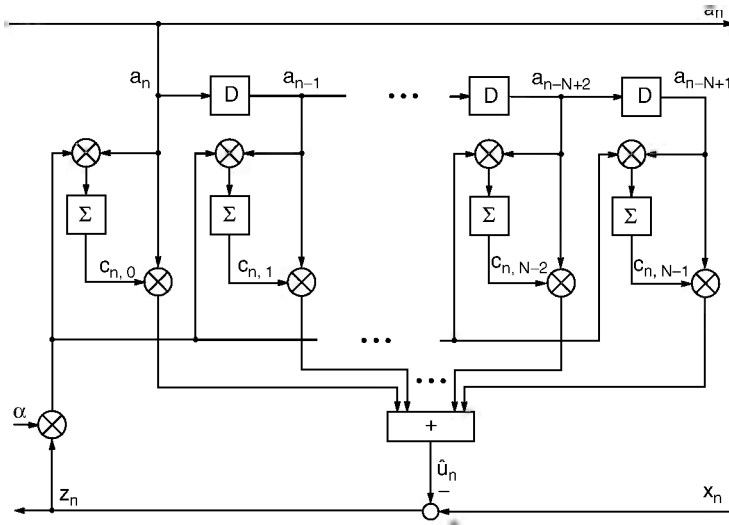 aₙ
aₙ D aₙ₋₁ ••• D aₙ₋N₊₂ D aₙ₋N₊₁
Σ Σ Σ Σ
cₙ, ₀ cₙ, ₁ cₙ, N₋₂ cₙ, N₋₁
•••
•••
α +
ûₙ
−
zₙ xₙ